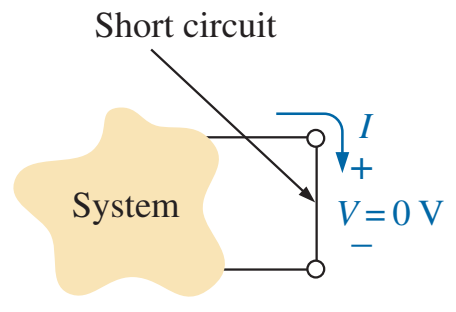 Short circuit
I
+
System
V = 0 V
−